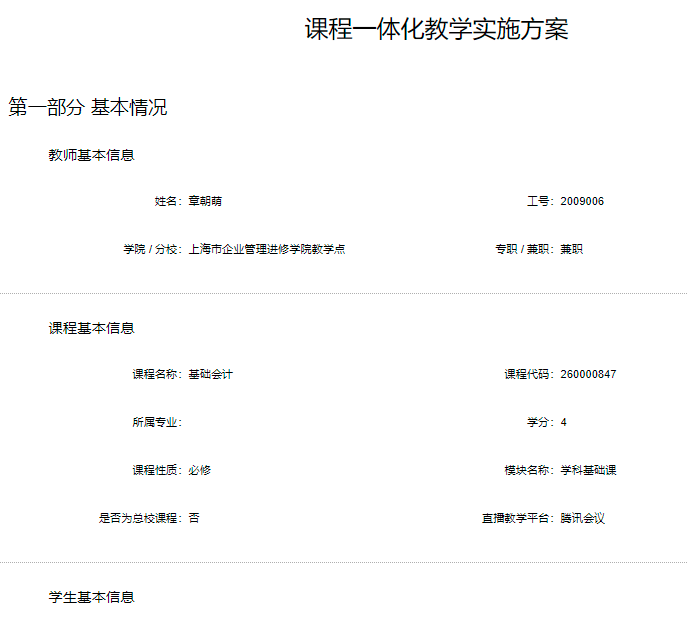 课程一体化教学实施方案
第一部分 基本情况
教师基本信息
姓名：章朝萌 工号：2009006
学院 / 分校：上海市企业管理进修学院教学点 专职 / 兼职：兼职
课程基本信息
课程名称：基础会计 课程代码：260000847
所属专业： 学分：4
课程性质：必修 模块名称：学科基础课
是否为总校课程：否 直播教学平台：腾讯会议
学生基本信息